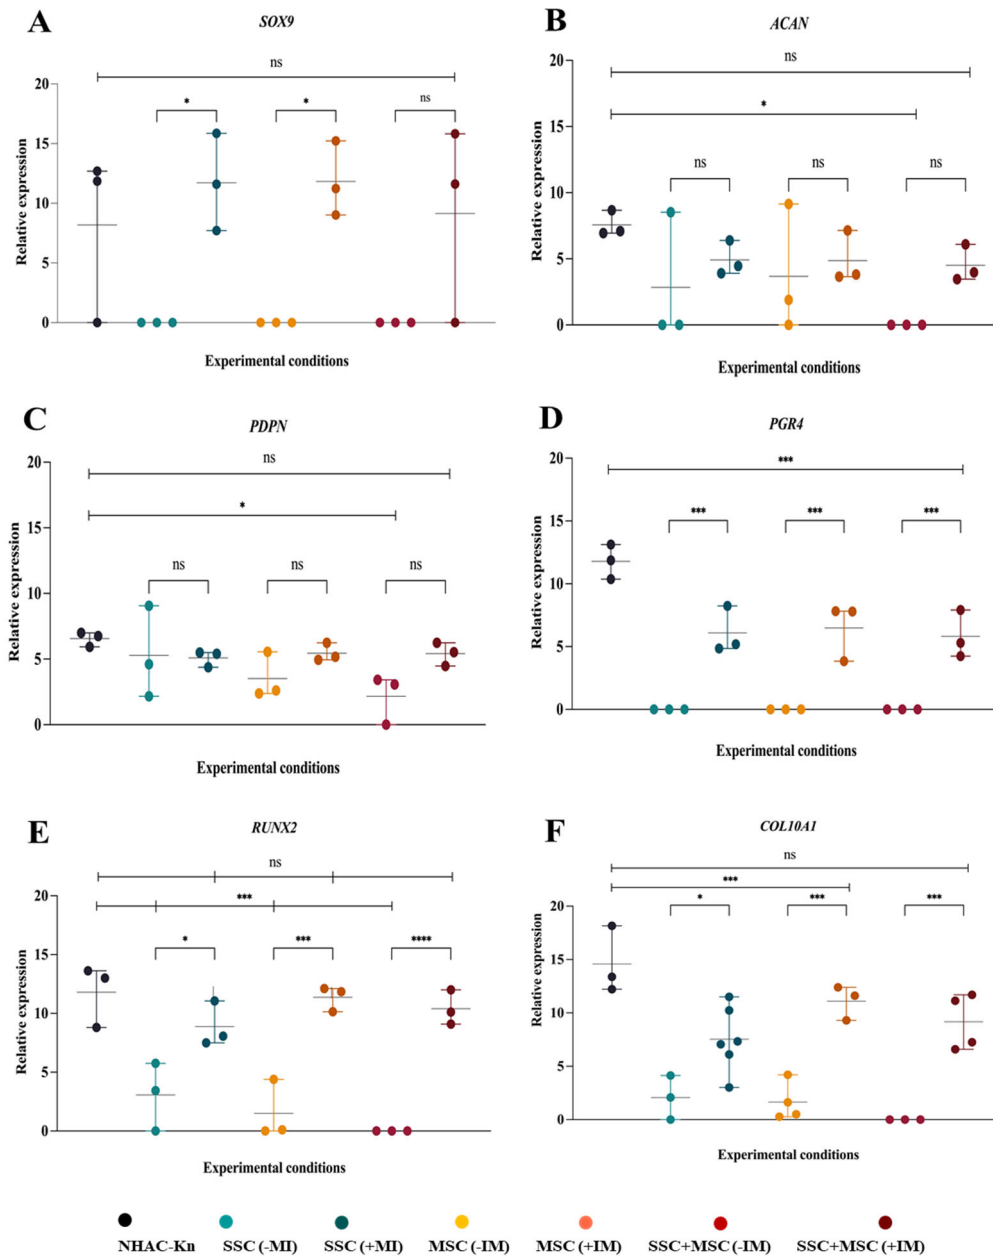 A
SOX9
ns
* * ns
20
15
10
5
0
Relative expression
Experimental conditions
B
ACAN
ns
*
ns ns ns
20
15
10
5
0
Relative expression
Experimental conditions
C
PDPN
ns
*
ns ns ns
20
15
10
5
0
Relative expression
Experimental conditions
D
PGR4
***
*** *** ***
20
15
10
5
0
Relative expression
Experimental conditions
E
RUNX2
ns
***
* *** ****
20
15
10
5
0
Relative expression
Experimental conditions
F
COL10A1
ns
***
* *** ***
20
15
10
5
0
Relative expression
Experimental conditions
NHAC-Kn SSC (-MI) SSC (+MI) MSC (-IM) MSC (+IM) SSC+MSC (-IM) SSC+MSC (+IM)